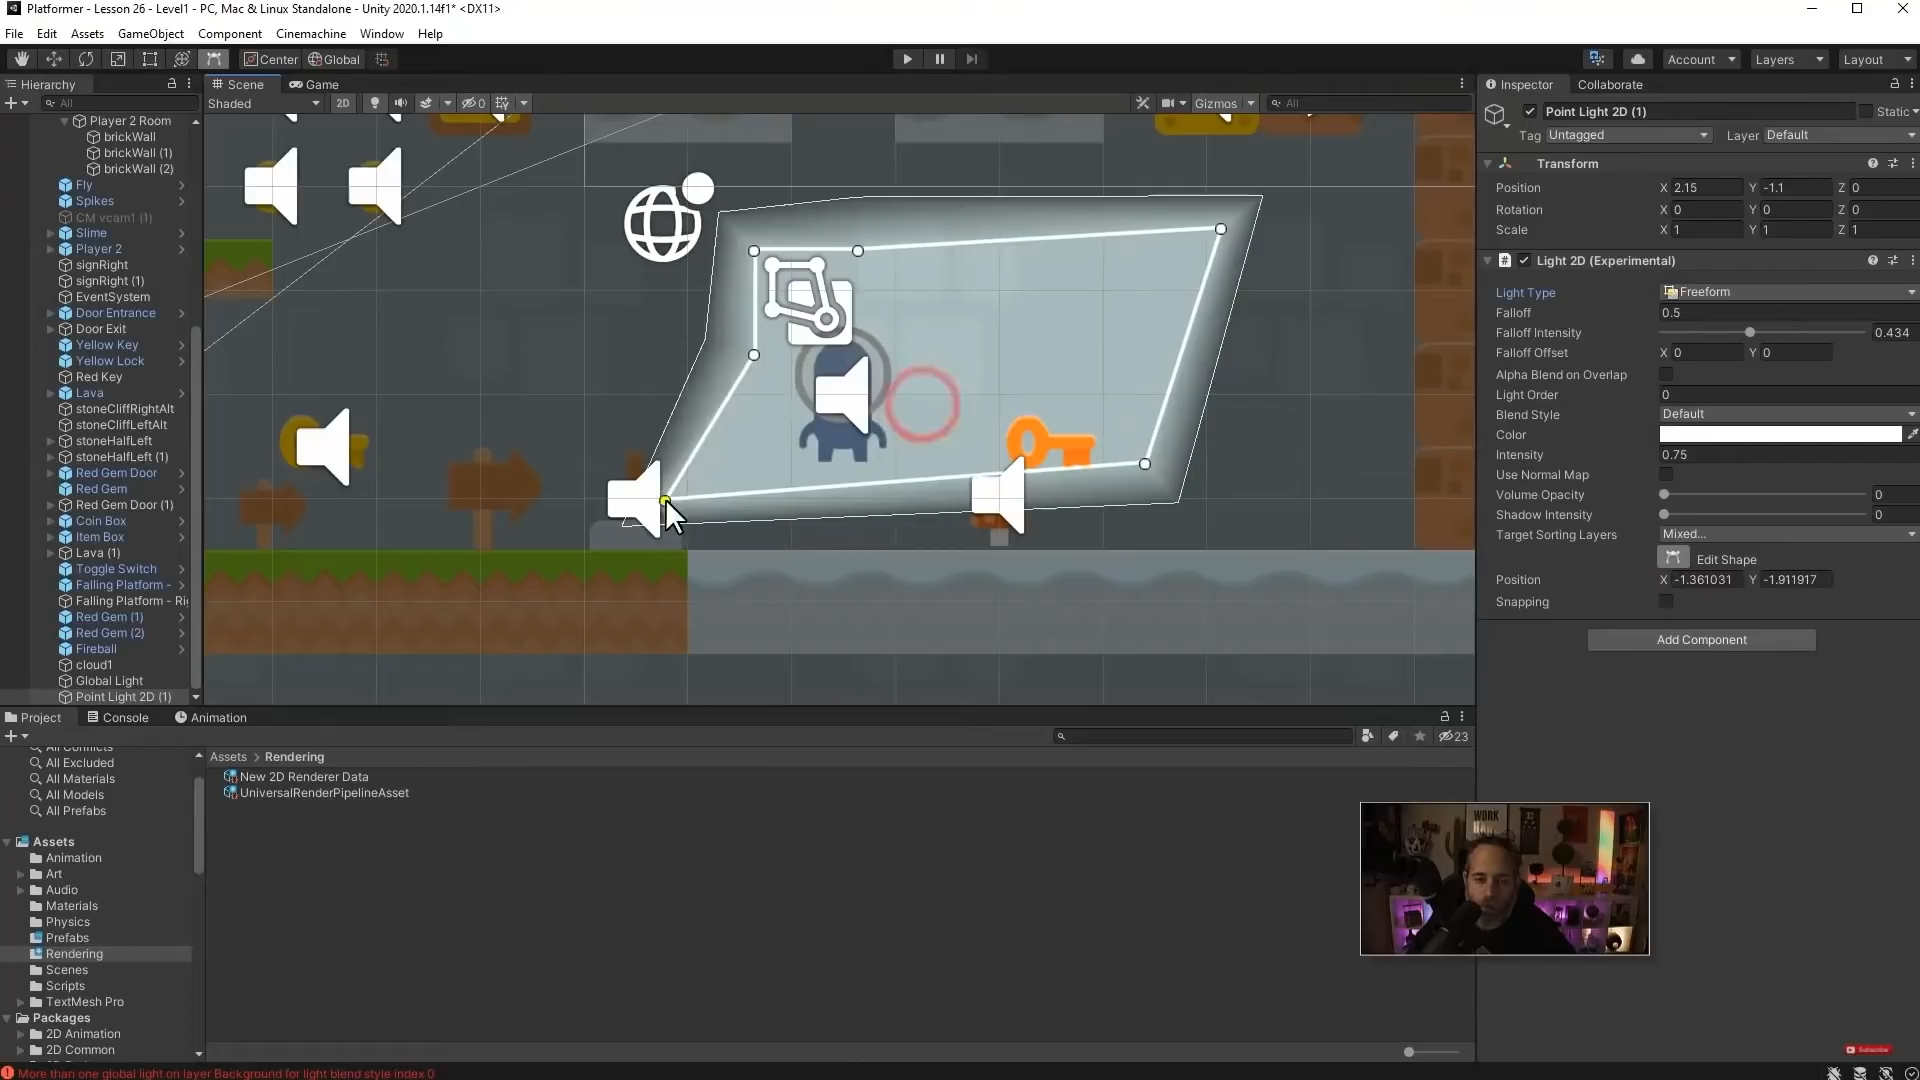 Platformer - Lesson 26 - Level1 - PC, Mac & Linux Standalone - Unity 2020.1.14f1* <DX11>
File Edit Assets GameObject Component Cinemachine Window Help
Center Global Account Layers Layout
Hierarchy
All
Player 2 Room
brickWall
brickWall (1)
brickWall (2)
Fly
Spikes
CM vcam1 (1)
Slime
Player 2
signRight
signRight (1)
EventSystem
Door Entrance
Door Exit
Yellow Key
Yellow Lock
Red Key
Lava
stoneCliffRightAlt
stoneCliffLeftAlt
stoneHalfLeft
stoneHalfLeft (1)
Red Gem Door
Red Gem
Red Gem Door (1)
Coin Box
Item Box
Lava (1)
Toggle Switch
Falling Platform -
Falling Platform - Ri
Red Gem (1)
Red Gem (2)
Fireball
cloud1
Global Light
Point Light 2D (1)
Scene Game
Shaded 2D 0 Gizmos All
Inspector Collaborate
Point Light 2D (1) Static
Tag Untagged Layer Default
Transform
Position X 2.15 Y -1.1 Z 0
Rotation X 0 Y 0 Z 0
Scale X 1 Y 1 Z 1
Light 2D (Experimental)
Light Type Freeform
Falloff 0.5
Falloff Intensity 0.434
Falloff Offset X 0 Y 0
Alpha Blend on Overlap
Light Order 0
Blend Style Default
Color
Intensity 0.75
Use Normal Map
Volume Opacity 0
Shadow Intensity 0
Target Sorting Layers Mixed...
Edit Shape
Position X -1.361031 Y -1.911917
Snapping
Add Component
Project Console Animation
23
All Conflicts
All Excluded
All Materials
All Models
All Prefabs
Assets
Animation
Art
Audio
Materials
Physics
Prefabs
Rendering
Scenes
Scripts
TextMesh Pro
Packages
2D Animation
2D Common
Assets > Rendering
New 2D Renderer Data
UniversalRenderPipelineAsset
WORK
Subscribe
More than one global light on layer Background for light blend style index 0